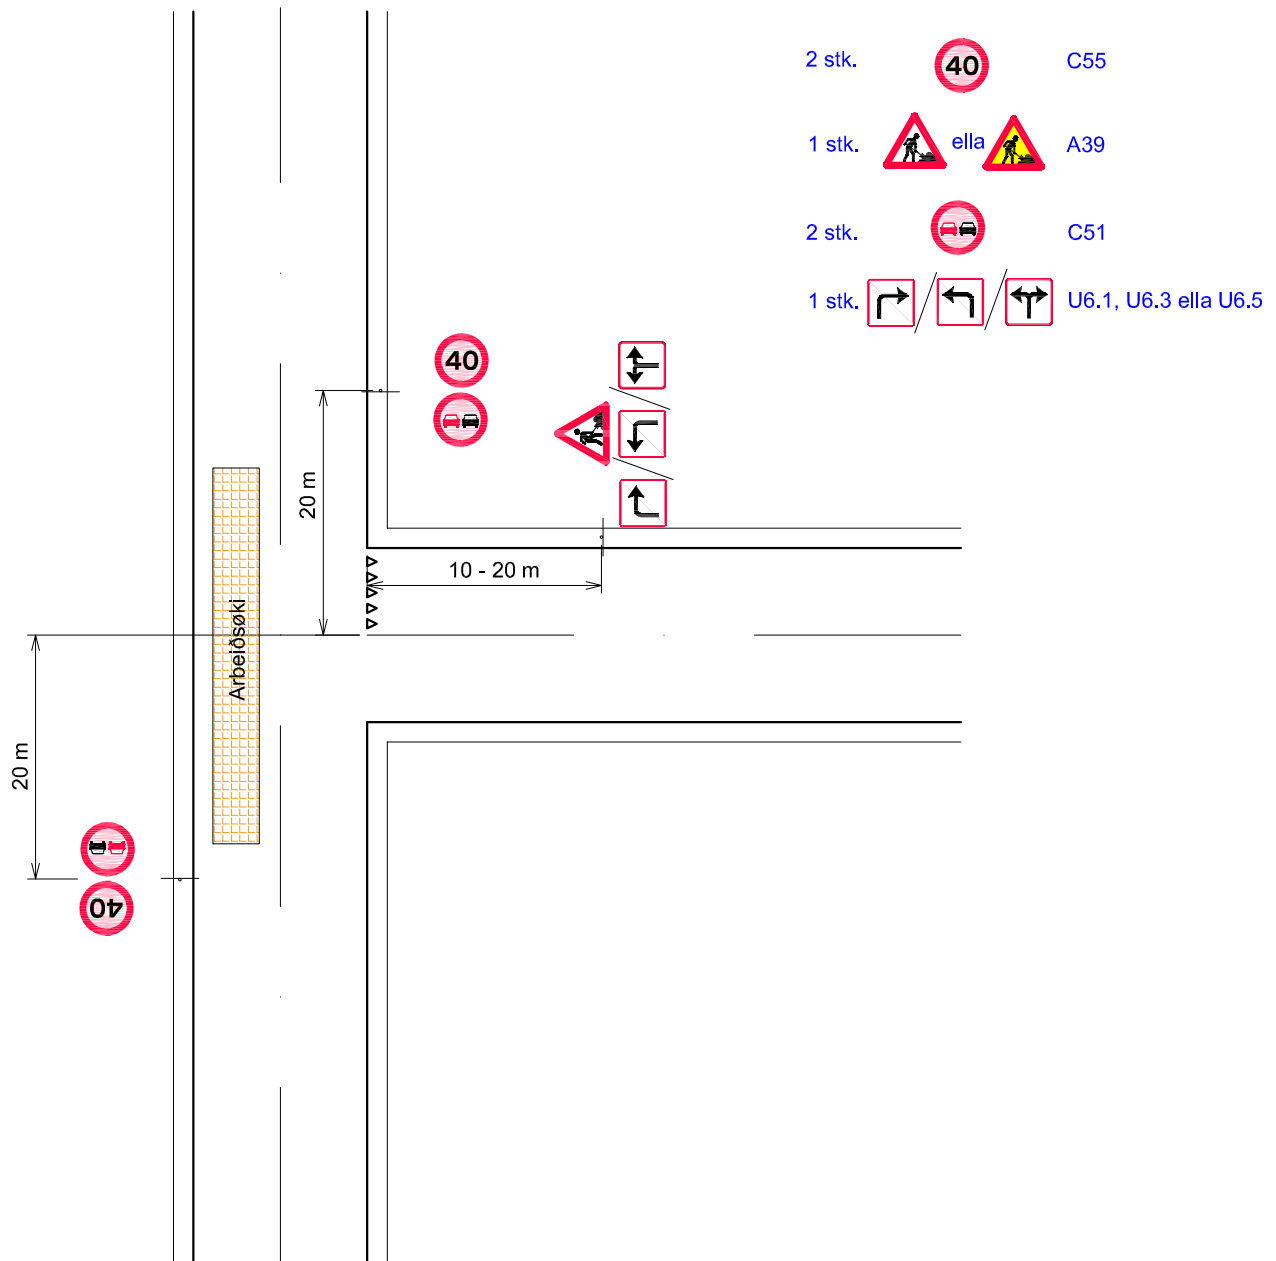 2 stk. 40 C55
1 stk. ella A39
2 stk. C51
1 stk. U6.1, U6.3 ella U6.5
40
20 m
10 - 20 m
Arbeiðsøki
20 m
40